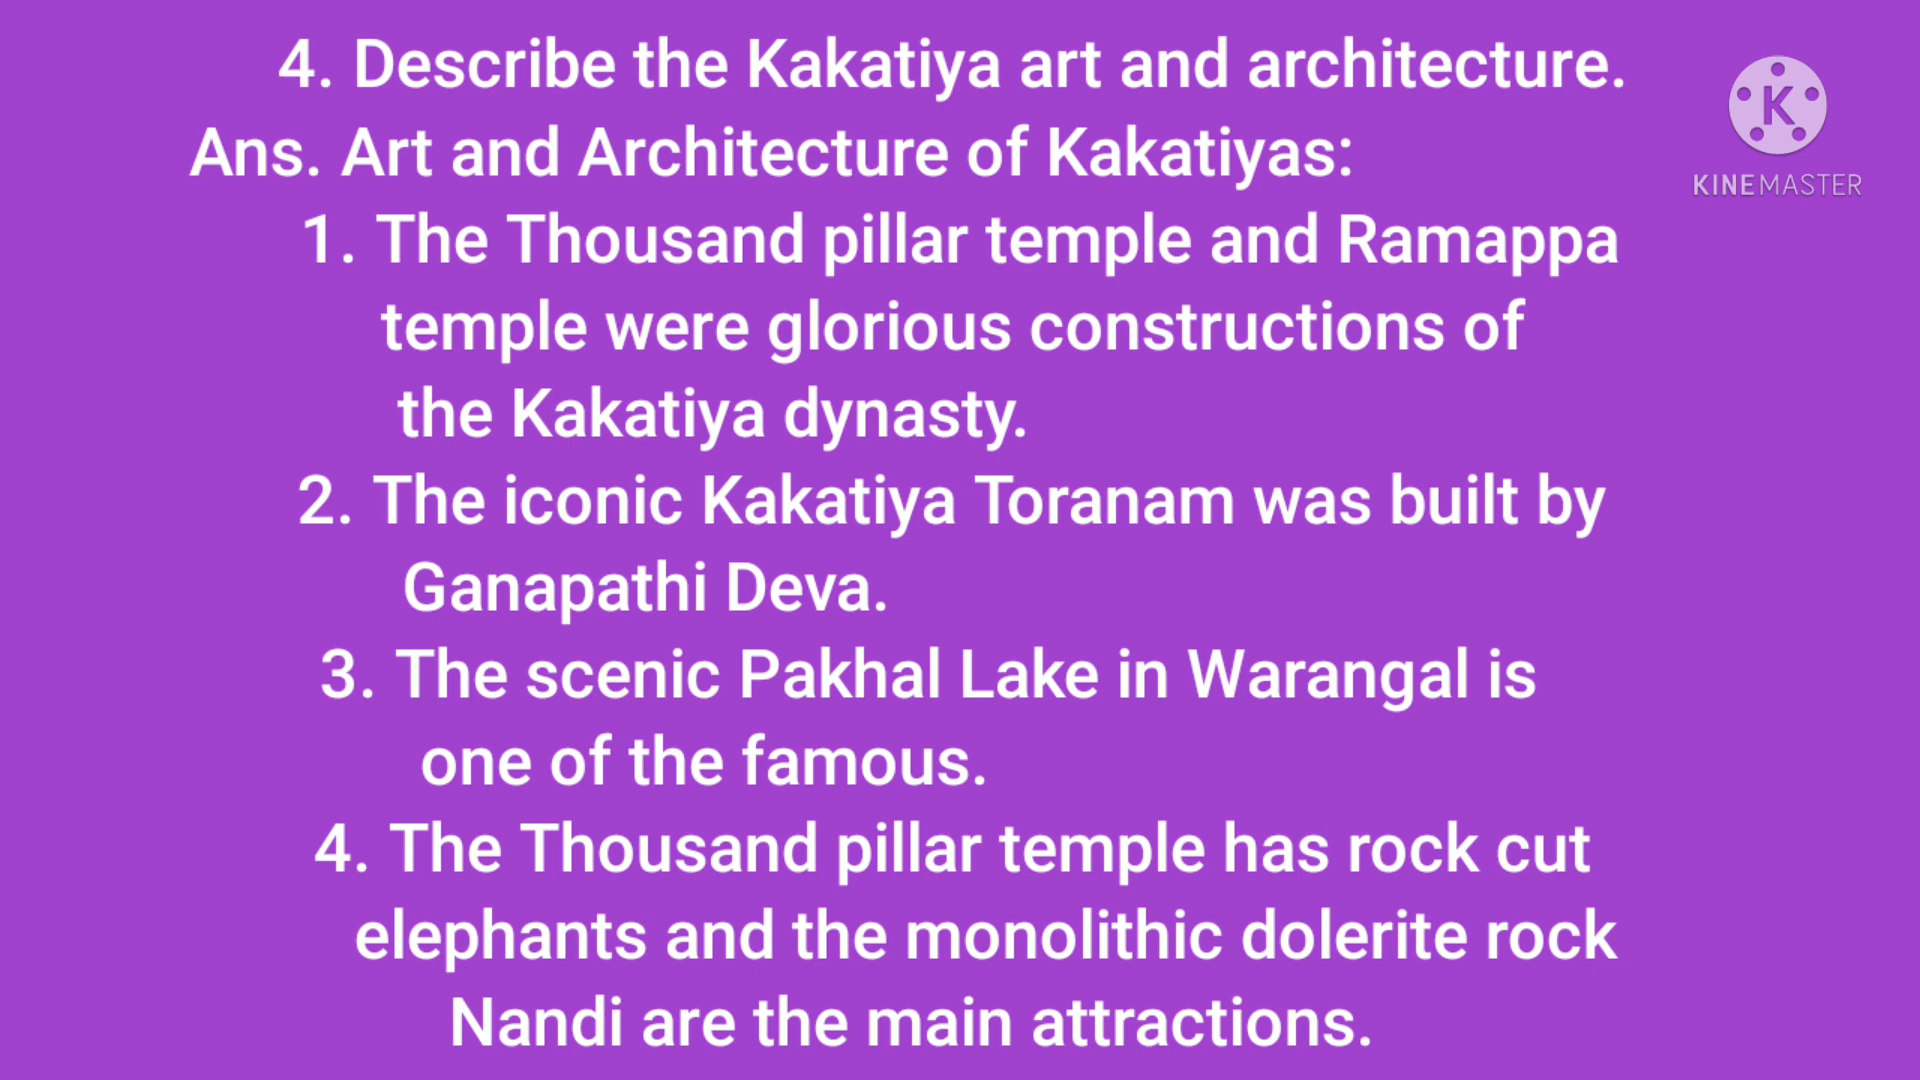 4. Describe the Kakatiya art and architecture.
Ans. Art and Architecture of Kakatiyas:
1. The Thousand pillar temple and Ramappa
temple were glorious constructions of
the Kakatiya dynasty.
2. The iconic Kakatiya Toranam was built by
Ganapathi Deva.
3. The scenic Pakhal Lake in Warangal is
one of the famous.
4. The Thousand pillar temple has rock cut
elephants and the monolithic dolerite rock
Nandi are the main attractions.
K
KINEMASTER